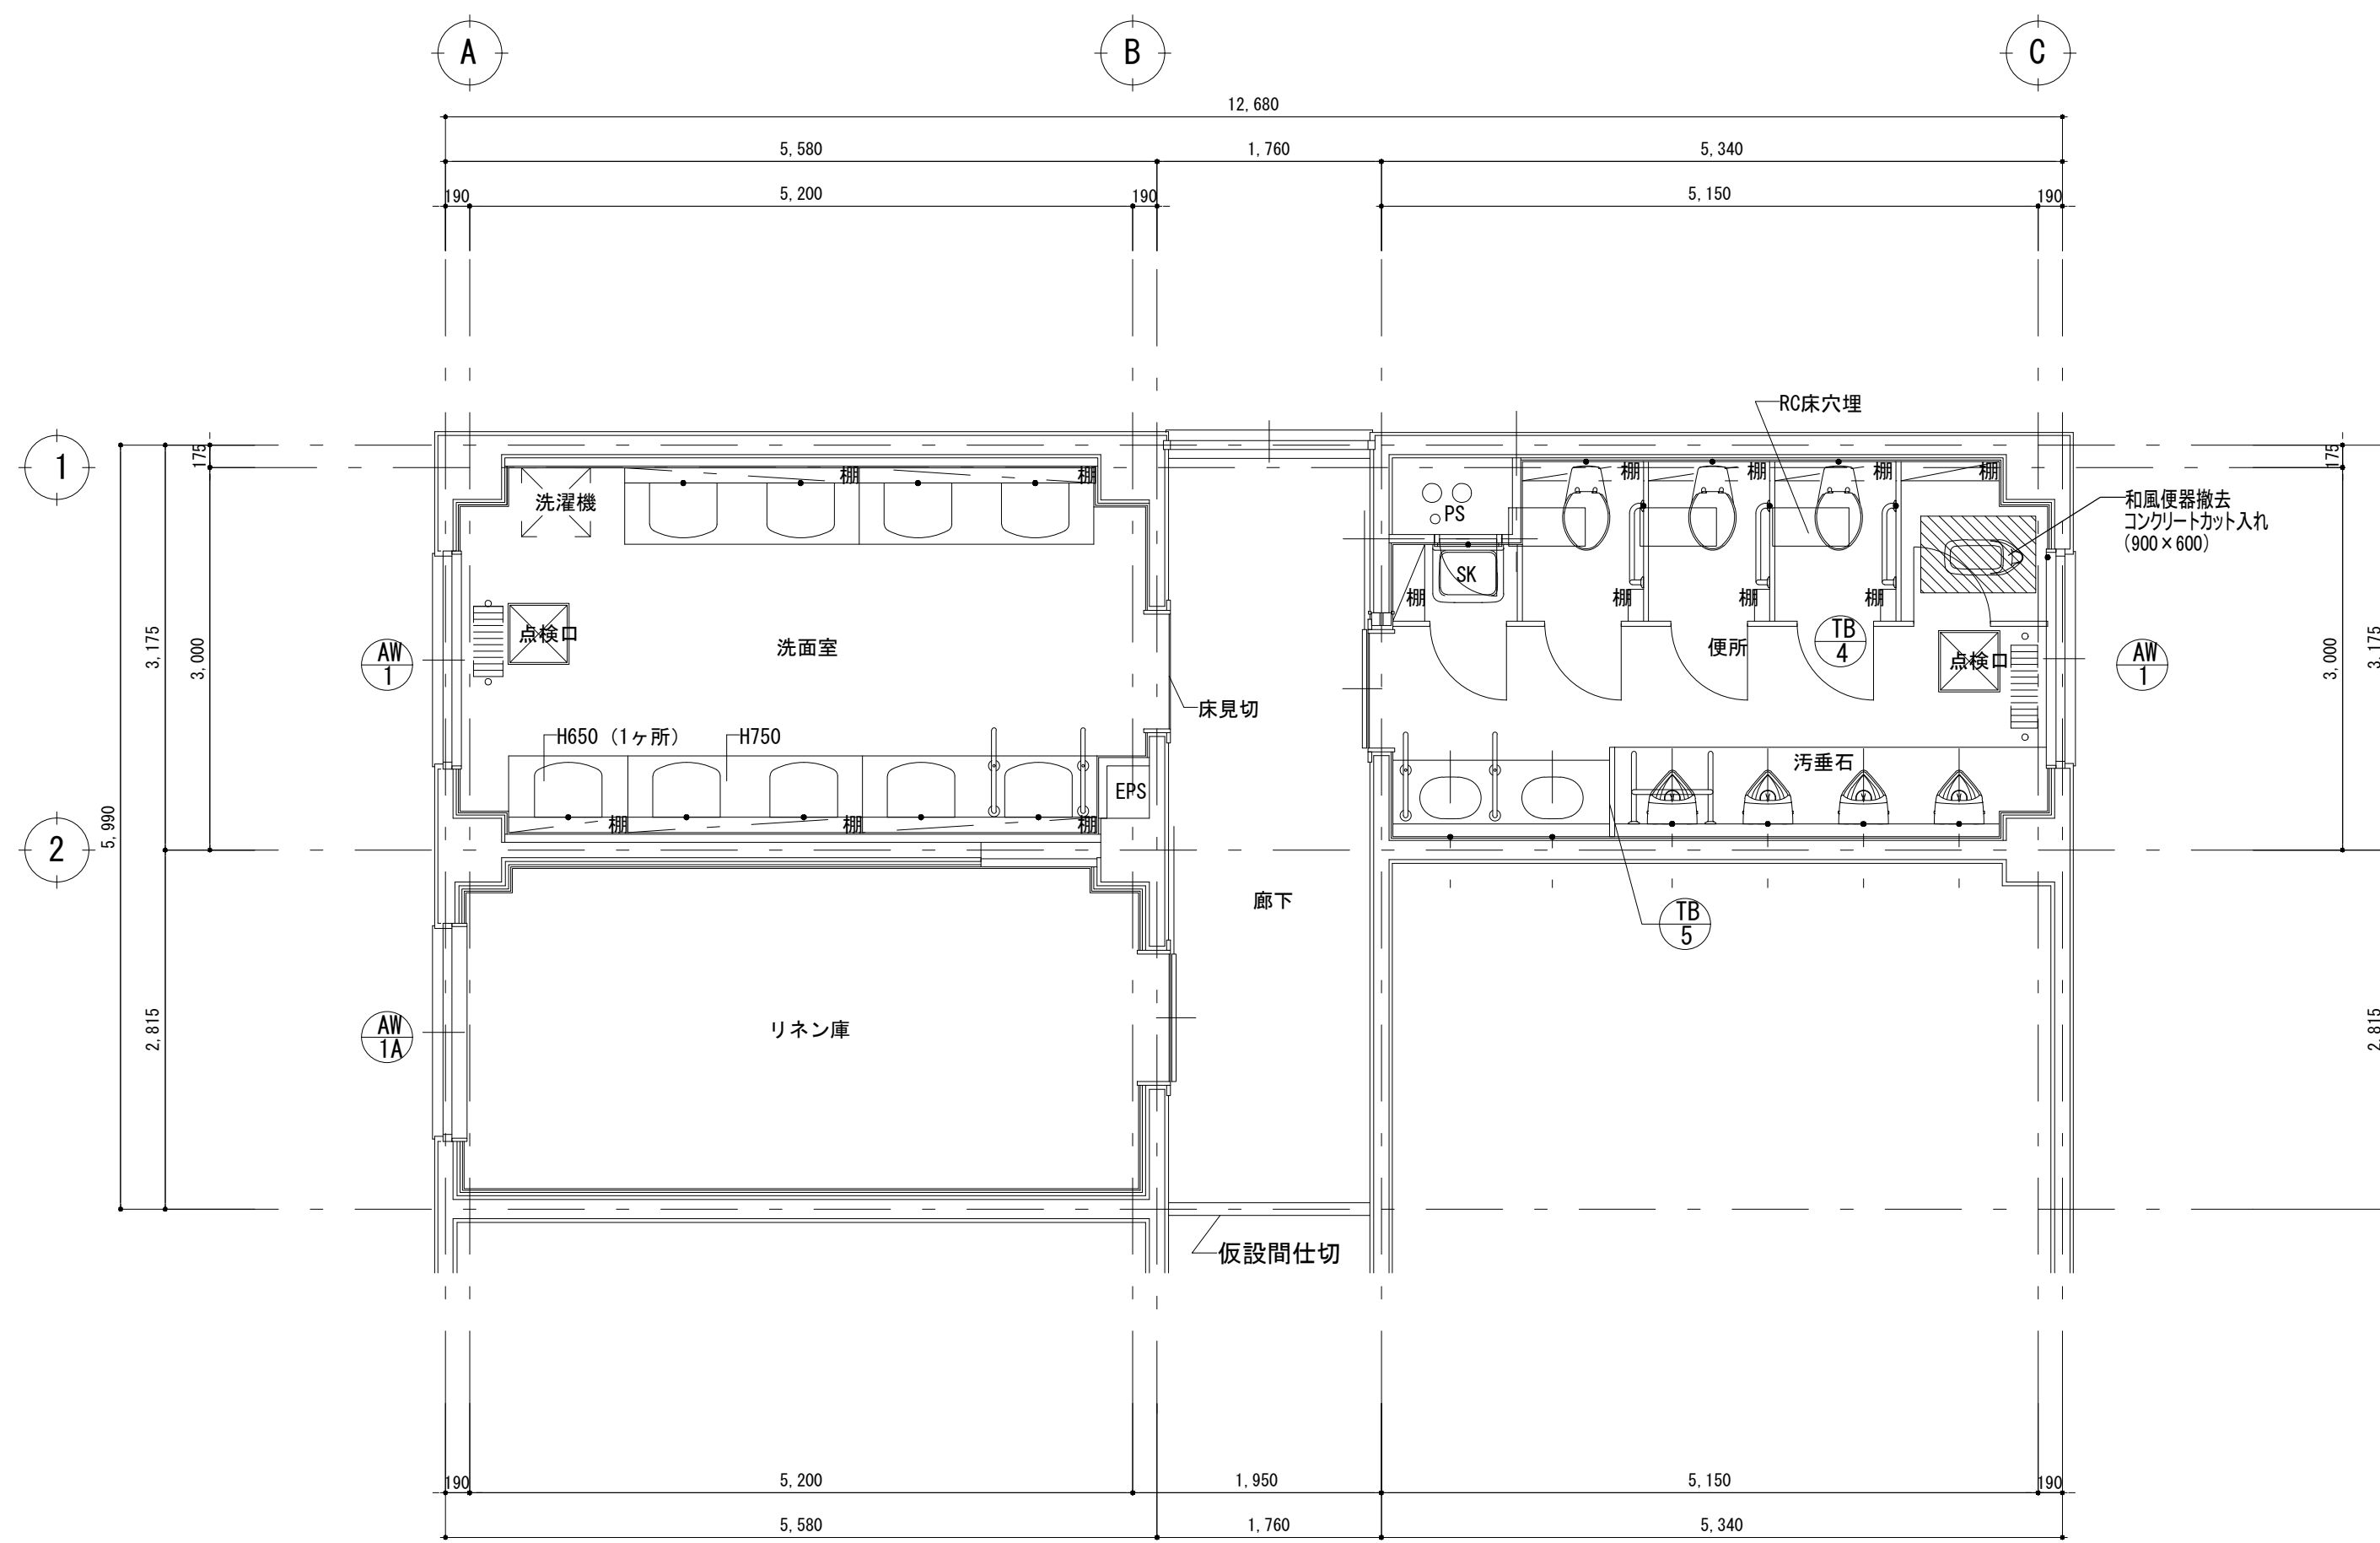 A
B
C
12,680
5,580
1,760
5,340
190
5,200
190
5,150
190
RC床穴埋
1
175
棚
棚
棚
棚
棚
棚
175
洗濯機
PS
和風便器撤去
コンクリートカット入れ
(900×600)
SK
棚
棚
棚
棚
点検口
洗面室
便所
TB
4
点検口
3,175
3,000
AW
1
AW
1
3,000
3,175
床見切
H650 (1ヶ所)
H750
汚垂石
EPS
棚
棚
棚
5,990
2
廊下
TB
5
リネン庫
2,815
AW
1A
2,815
仮設間仕切
190
5,200
1,950
5,150
190
5,580
1,760
5,340